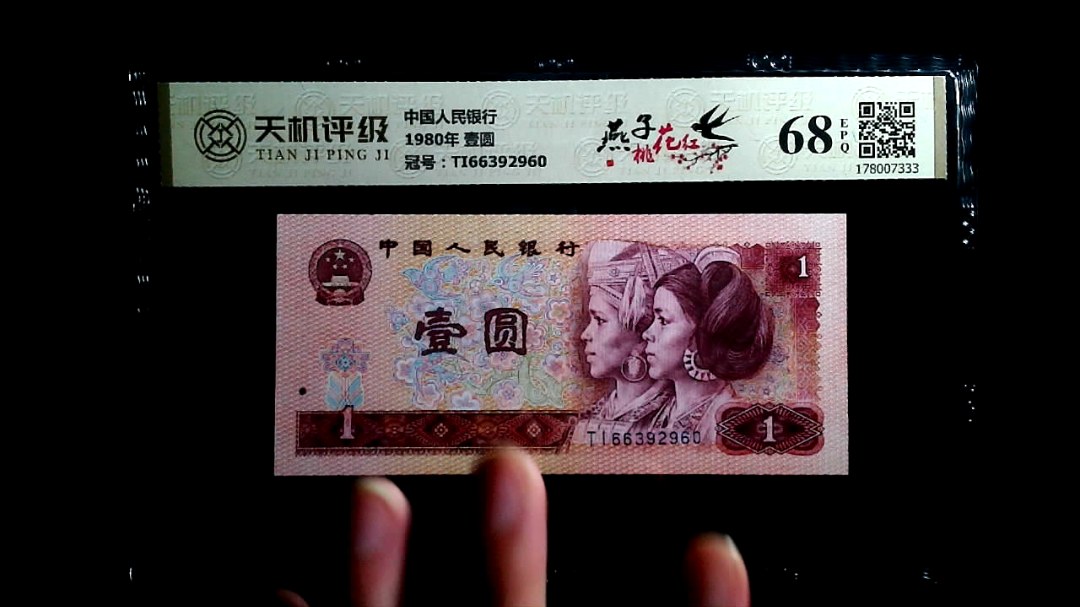 天机评级
TIAN JI PING JI
中国人民银行
1980年 壹圆
冠号：TI66392960
燕子
桃花红
68
EPQ
178007333
中国人民银行
1
壹圆
1
TI66392960
1